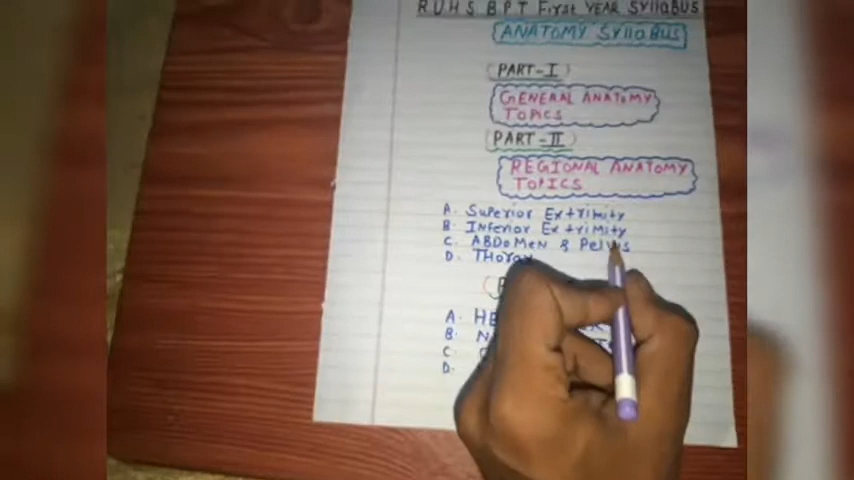 RUHS BPT First YEAR Syllabus
ANATOMY SYllaBUS
PART-I
GENERAL ANATOMY
TOPICS
PART-II
REGIONAL ANATOMY
TOPICS
A. Superior Extrimity
B. Inferior Extrimity
C. ABDOMEN & Pelvis
D. Thorax
A.
B.
C.
D.